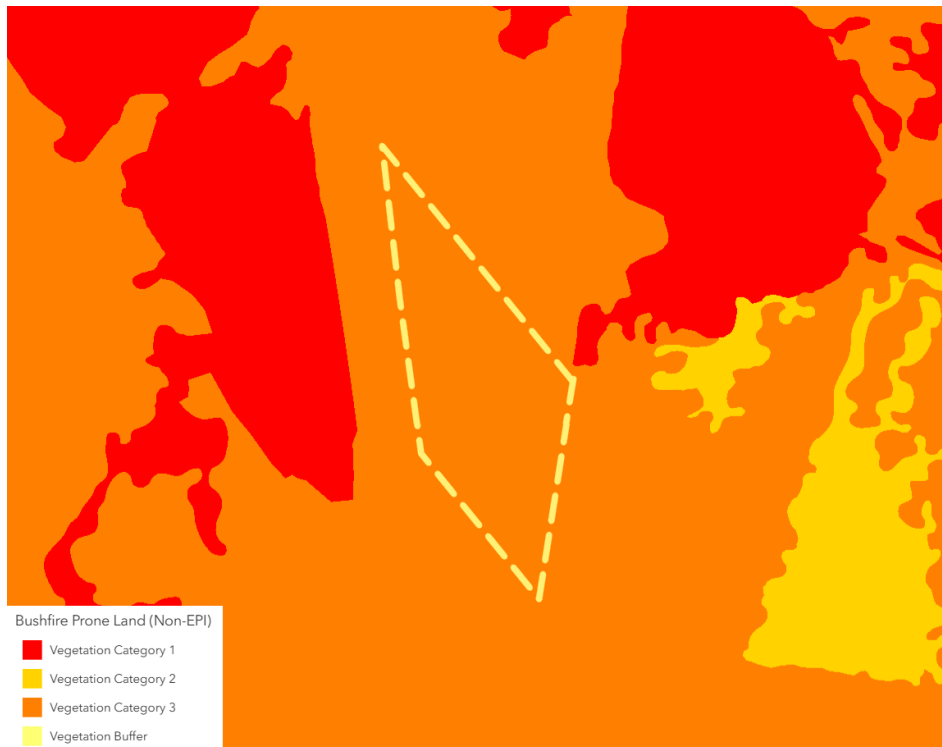 Bushfire Prone Land (Non-EPI)
Vegetation Category 1
Vegetation Category 2
Vegetation Category 3
Vegetation Buffer